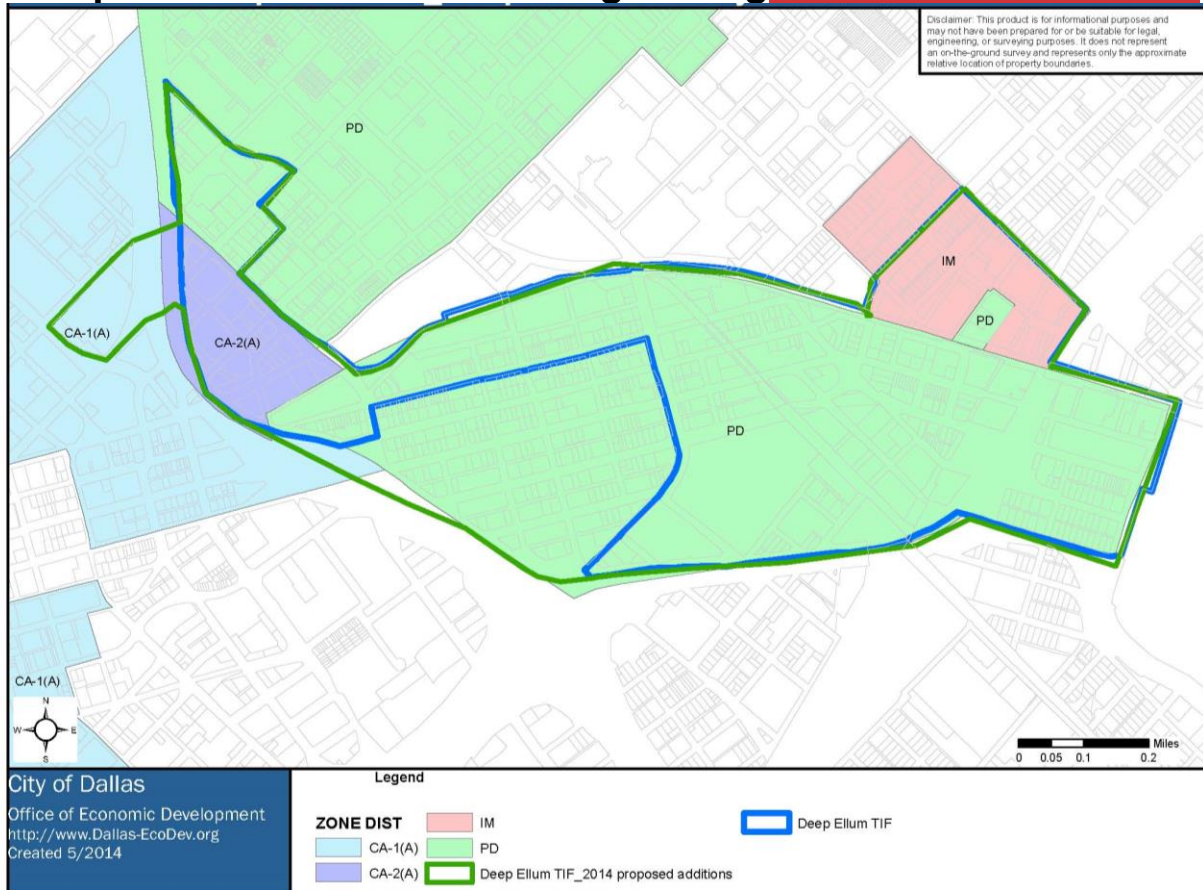 Disclaimer: This product is for informational purposes and
may not have been prepared for or be suitable for legal,
engineering, or surveying purposes. It does not represent
an on-the-ground survey and represents only the approximate
relative location of property boundaries.
PD
IM
PD
CA-1(A)
CA-2(A)
PD
CA-1(A)
N
W E
S
Miles
0 0.05 0.1 0.2
City of Dallas
Office of Economic Development
http://www.Dallas-EcoDev.org
Created 5/2014
Legend
ZONE DIST
IM
Deep Ellum TIF
CA-1(A)
PD
CA-2(A)
Deep Ellum TIF_2014 proposed additions